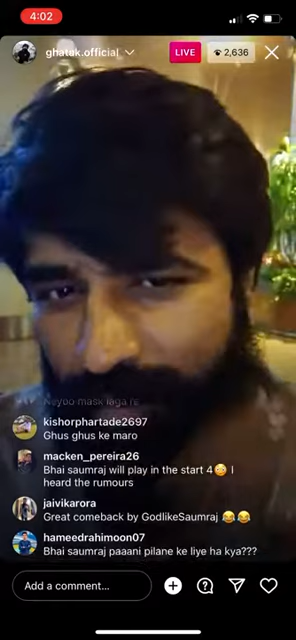 4:02
ghatak.official
LIVE
2,636
mask laga
kishorphartade2697
Ghus ghus ke maro
macken_pereira26
Bhai saumraj will play in the start 4😳 I
heard the rumours
jaivikarora
Great comeback by GodlikeSaumraj 😂😂
hameedrahimoon07
Bhai saumraj paaani pilane ke liye ha kya???
Add a comment...